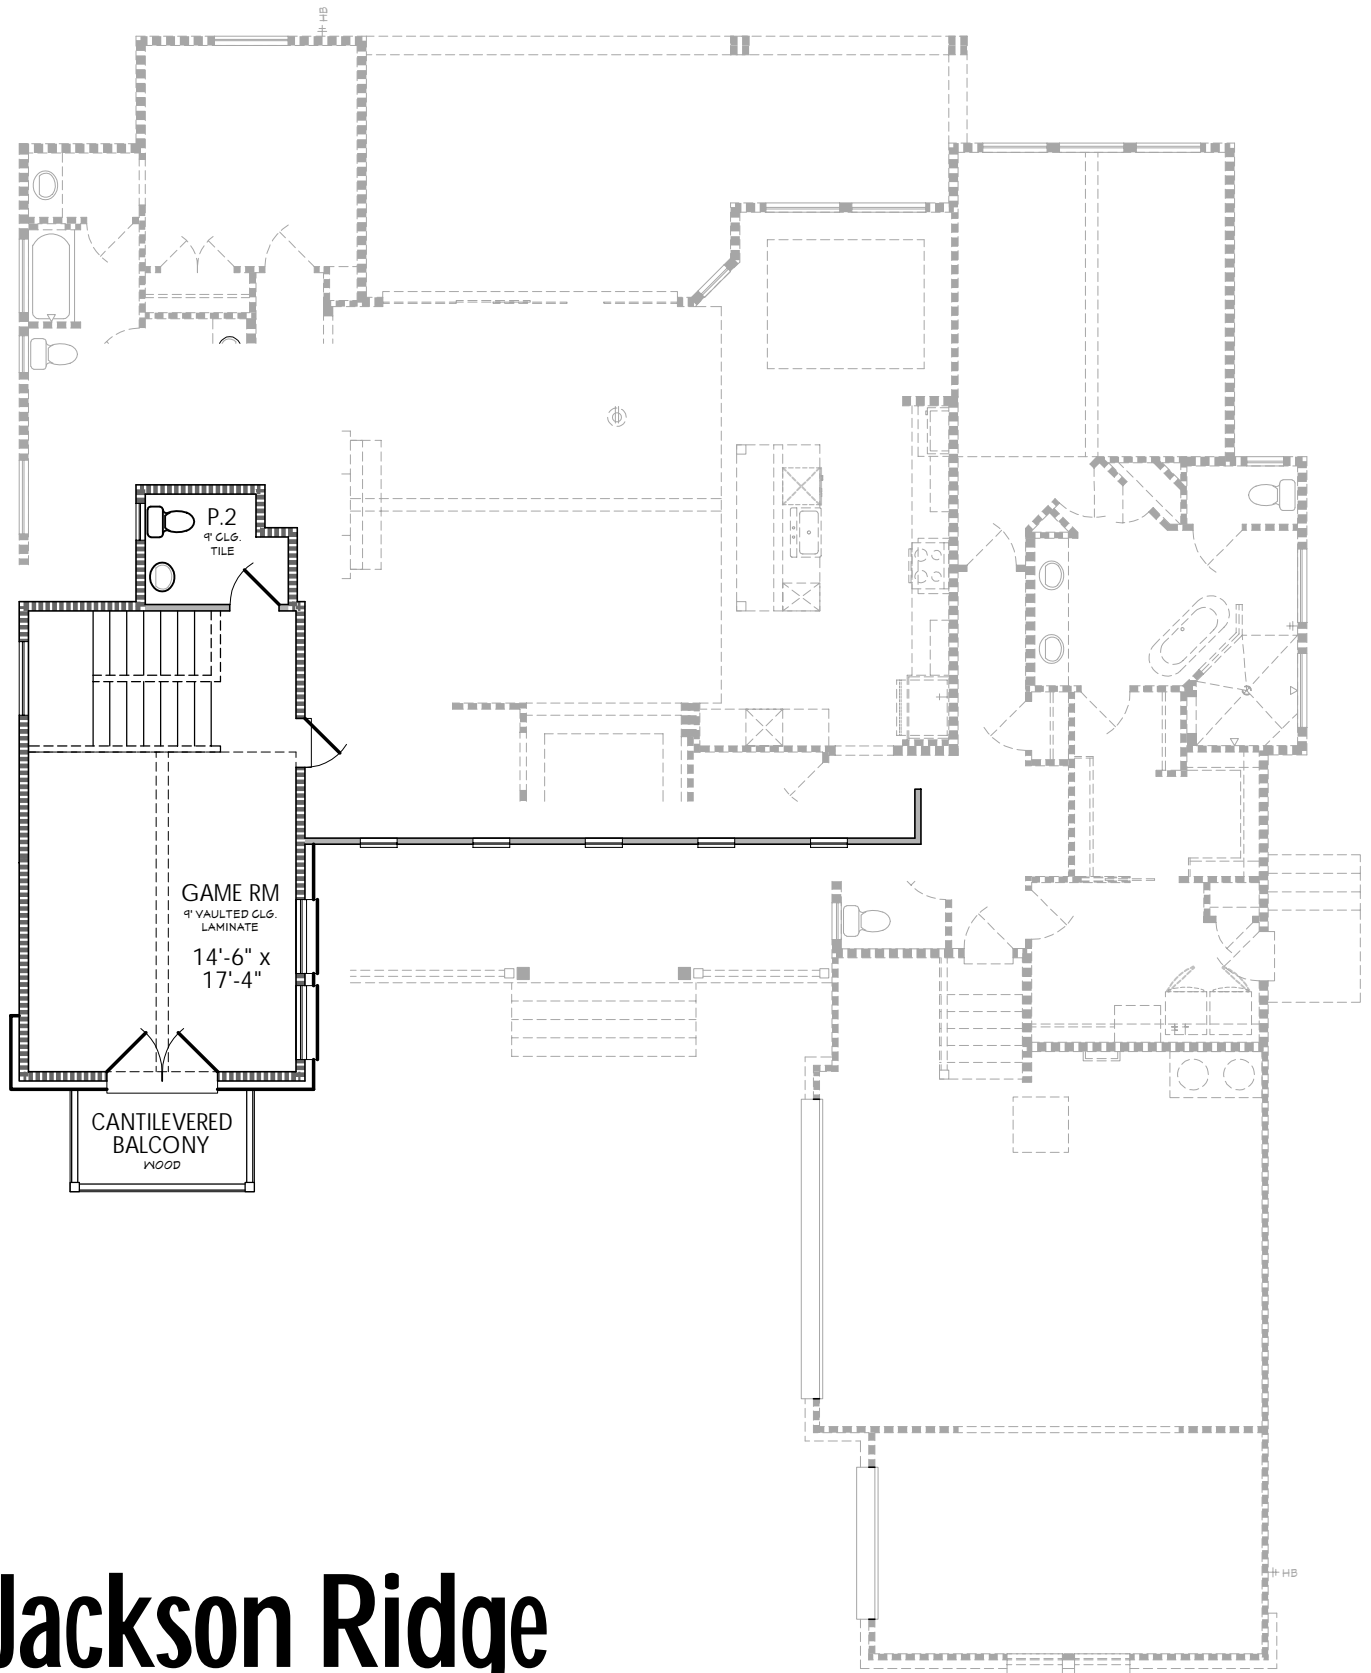 HB
P.2
9' CLG.
TILE
GAME RM
9' VAULTED CLG.
LAMINATE
14'-6" x
17'-4"
CANTILEVERED
BALCONY
WOOD
HB
Jackson Ridge